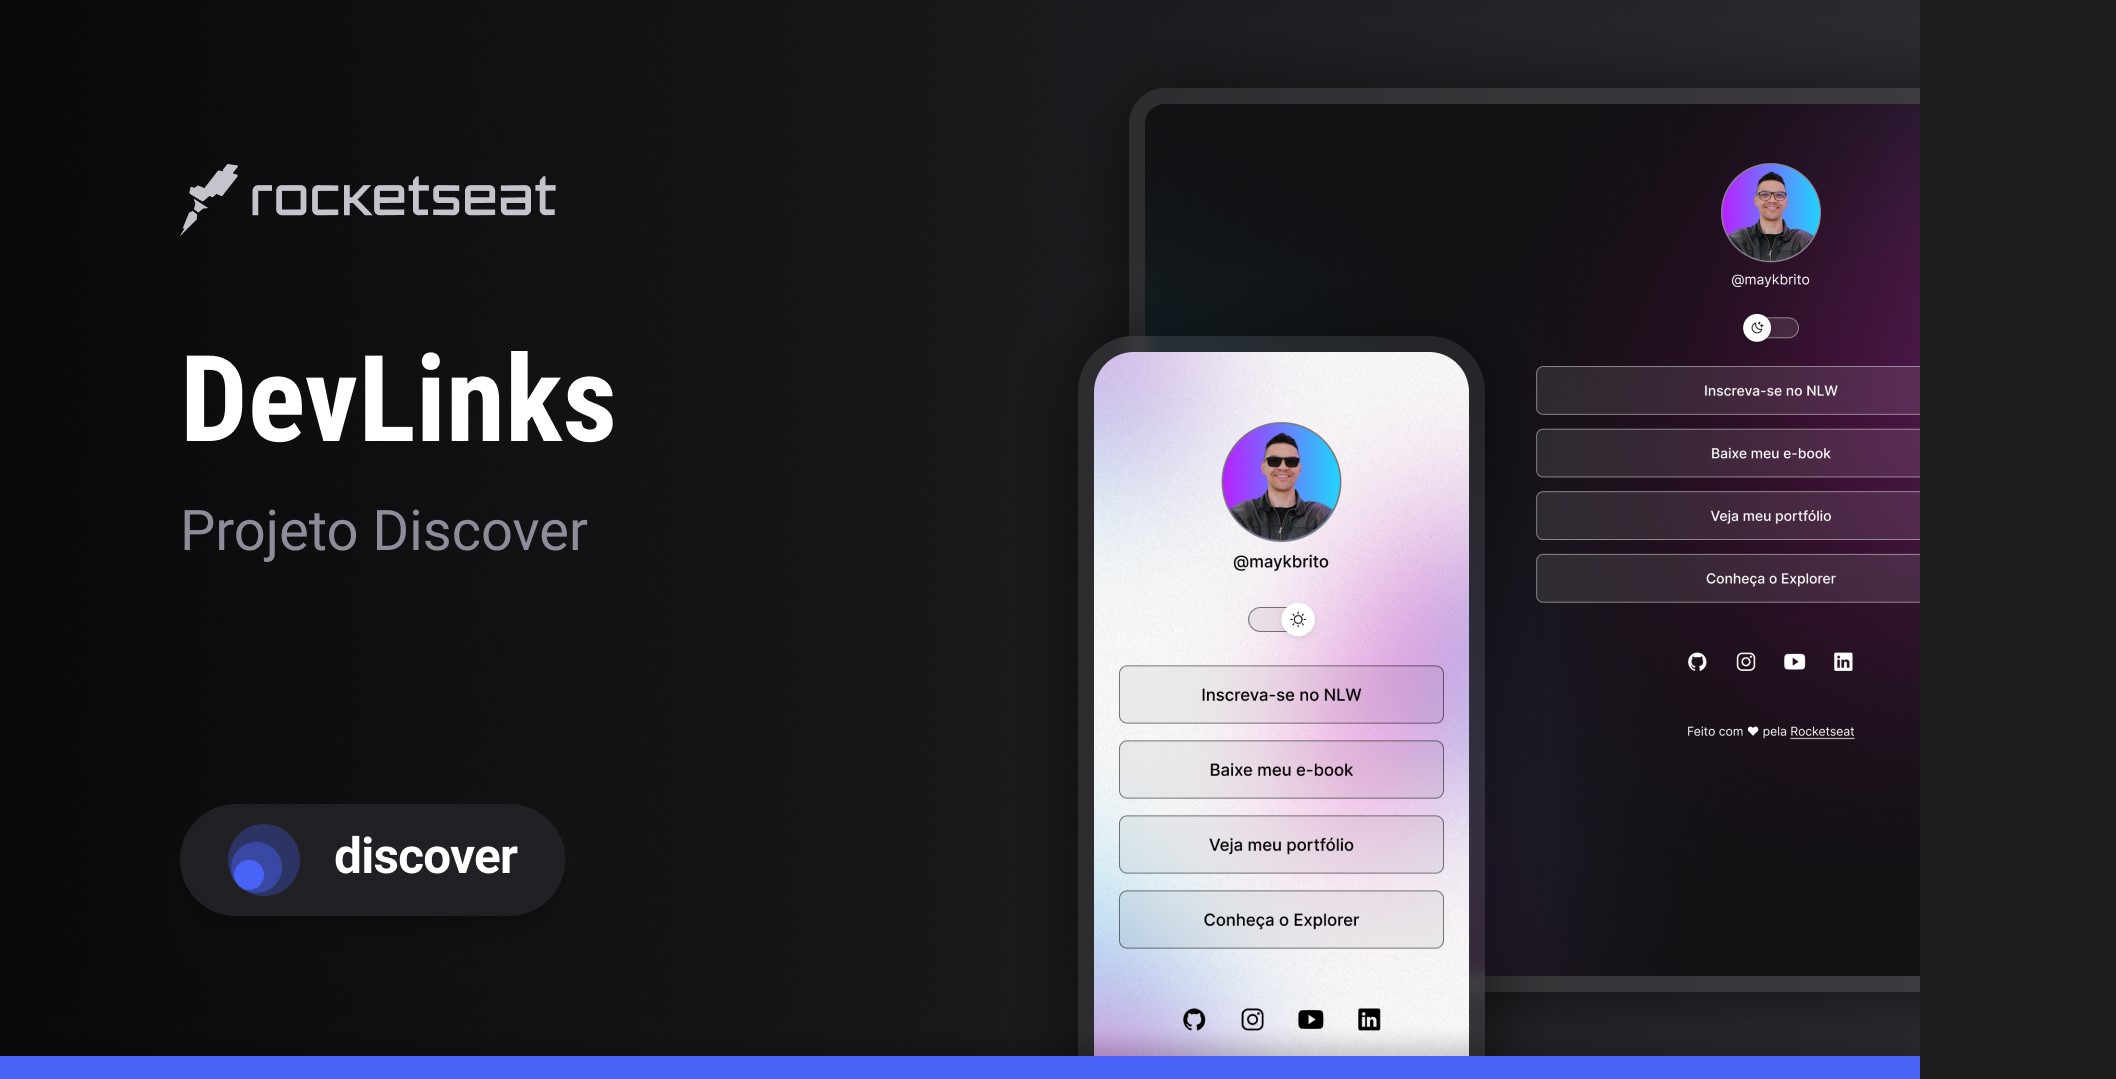 rocketseat
DevLinks
Projeto Discover
discover
@maykbrito
Inscreva-se no NLW
Baixe meu e-book
Veja meu portfólio
Conheça o Explorer
@maykbrito
Inscreva-se no NLW
Baixe meu e-book
Veja meu portfólio
Conheça o Explorer
Feito com ♥ pela Rocketseat